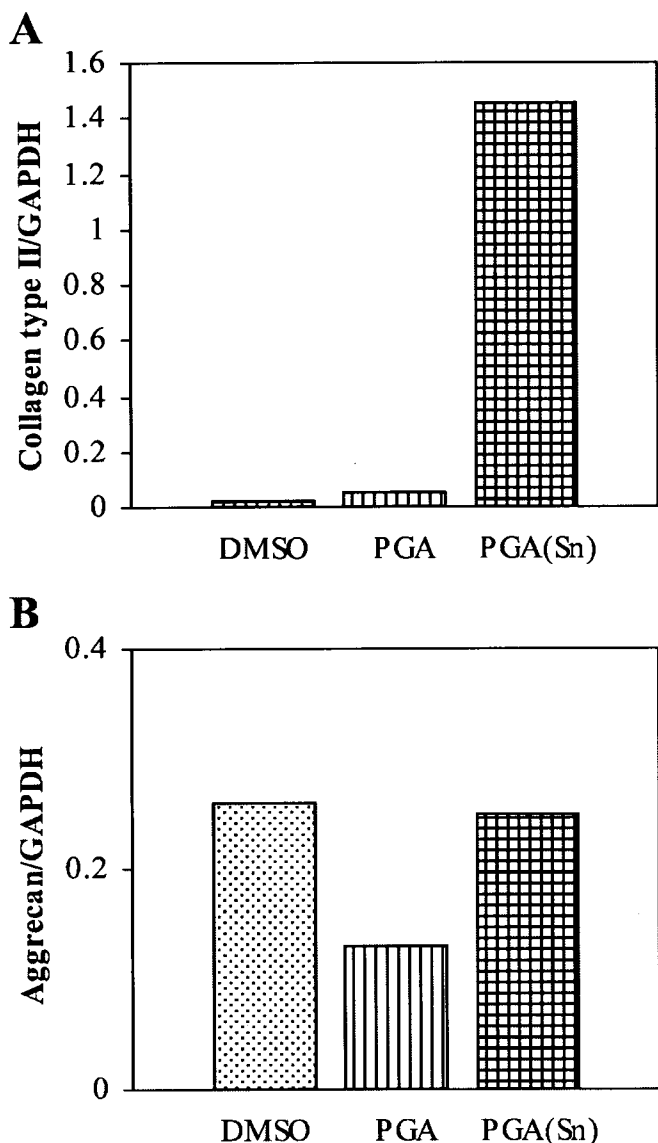 A
1.6
1.4
1.2
1
0.8
0.6
0.4
0.2
0
Collagen type II/GAPDH
DMSO PGA PGA(Sn)
B
0.4
0.2
0
Aggrecan/GAPDH
DMSO PGA PGA(Sn)